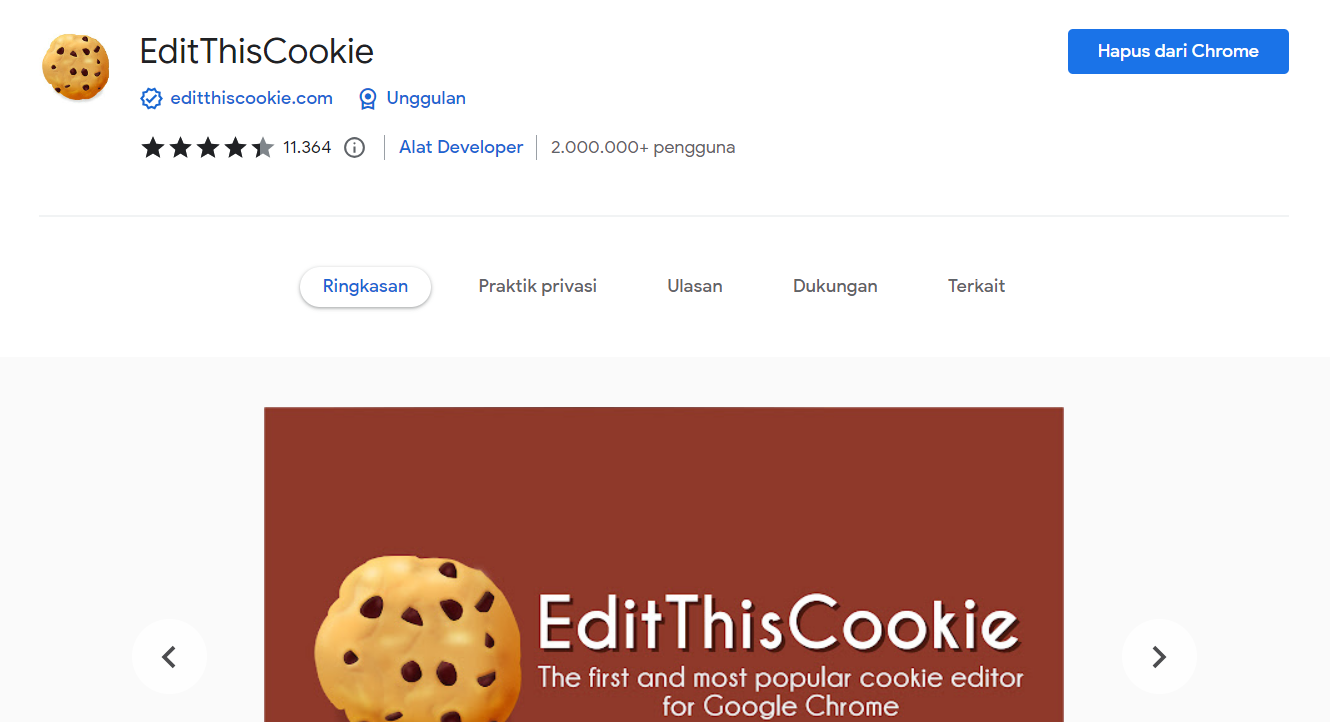 EditThisCookie
Hapus dari Chrome
editthiscookie.com Unggulan
11.364 Alat Developer 2.000.000+ pengguna
Ringkasan Praktik privasi Ulasan Dukungan Terkait
EditThisCookie
The first and most popular cookie editor
for Google Chrome